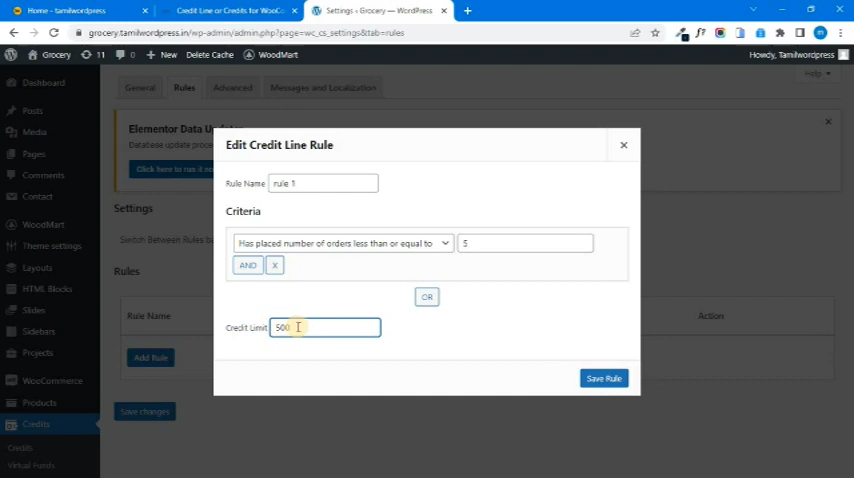 Home - tamilwordpress
Credit Line or Credits for WooCo
Settings ‹ Grocery — WordPress
grocery.tamilwordpress.in/wp-admin/admin.php?page=wc_cs_settings&tab=rules
Grocery 11 0 New Delete Cache WoodMart Howdy, Tamilwordpress
Help
Dashboard
Posts
Media
Pages
Comments
Contact
WoodMart
Theme settings
Layouts
HTML Blocks
Slides
Sidebars
Projects
WooCommerce
Products
Credits
Credits
Virtual Funds
General Rules Advanced Messages and Localization
Elementor Data
Database update proce
Click here to run it no
Settings
Switch Between Rules ba
Rules
Rule Name Action
Add Rule
Save changes
Edit Credit Line Rule
Rule Name rule 1
Criteria
Has placed number of orders less than or equal to 5
AND X
OR
Credit Limit 500
Save Rule